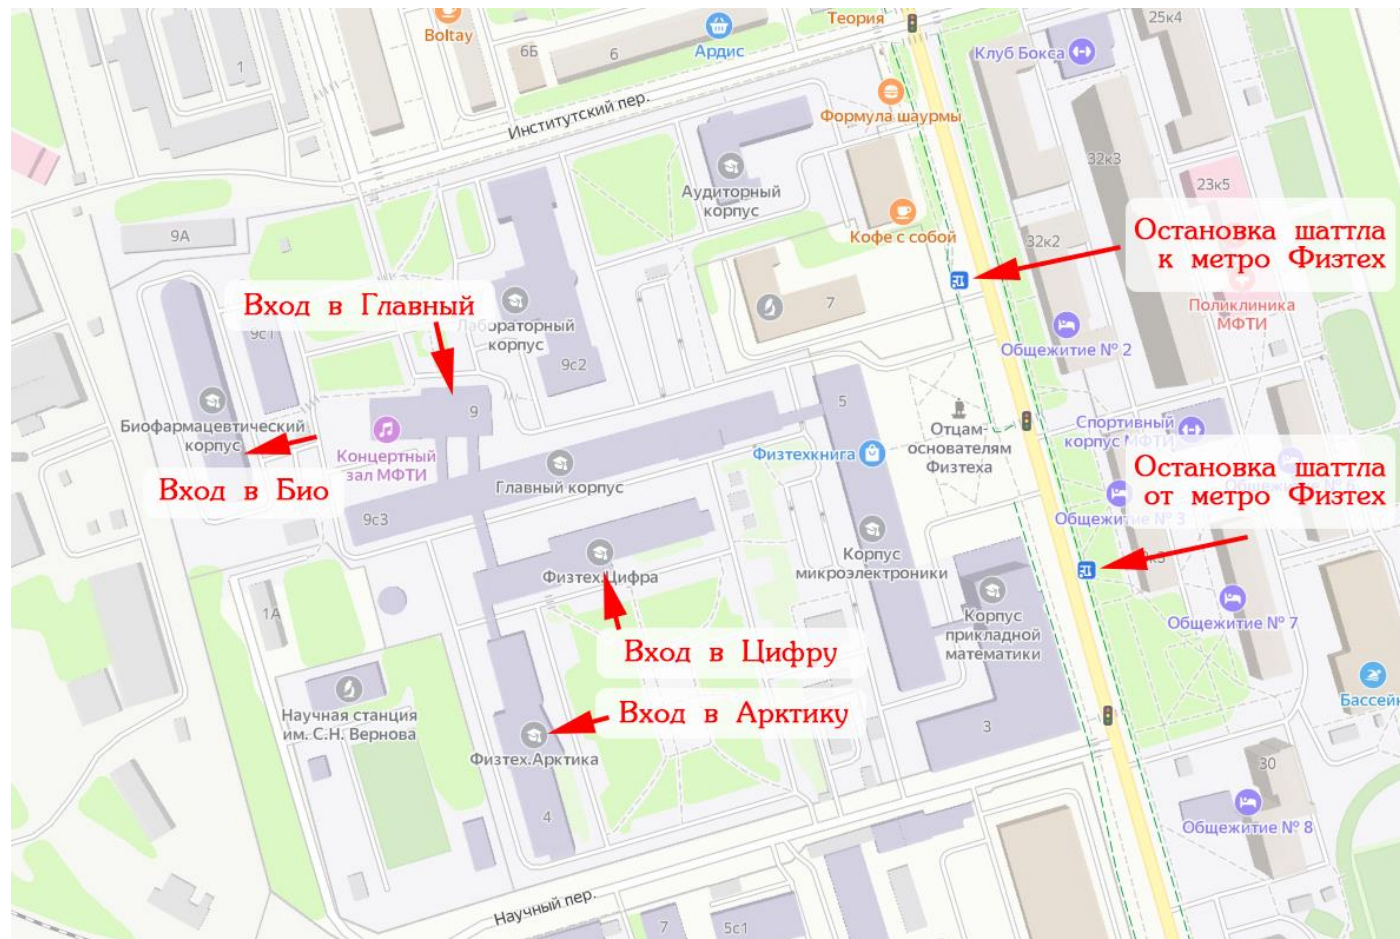 Boltay
1
6Б
6
Ардис
Теория
25к4
Клуб Бокса
Институтский пер.
Формула шаурмы
32к3
23к5
Аудиторный
корпус
Кофе с собой
32к2
Остановка шаттла
к метро Физтех
9А
Вход в Главный
9с1
Лабораторный
корпус
9с2
7
Поликлиника
МФТИ
Общежитие № 2
Биофармацевтический
корпус
9
5
Концертный
зал МФТИ
Физтехкнига
Отцам-
основателям
Физтеха
Спортивный
корпус МФТИ
Остановка шаттла
от метро Физтех
Вход в Био
Главный корпус
9с3
Общежитие № 3
Физтех.Цифра
Корпус
микроэлектроники
Корпус
прикладной
математики
1А
Общежитие № 7
Вход в Цифру
Вход в Арктику
Научная станция
им. С.Н. Вернова
Физтех.Арктика
3
Бассейн
4
30
Общежитие № 8
Научный пер.
7
5с1